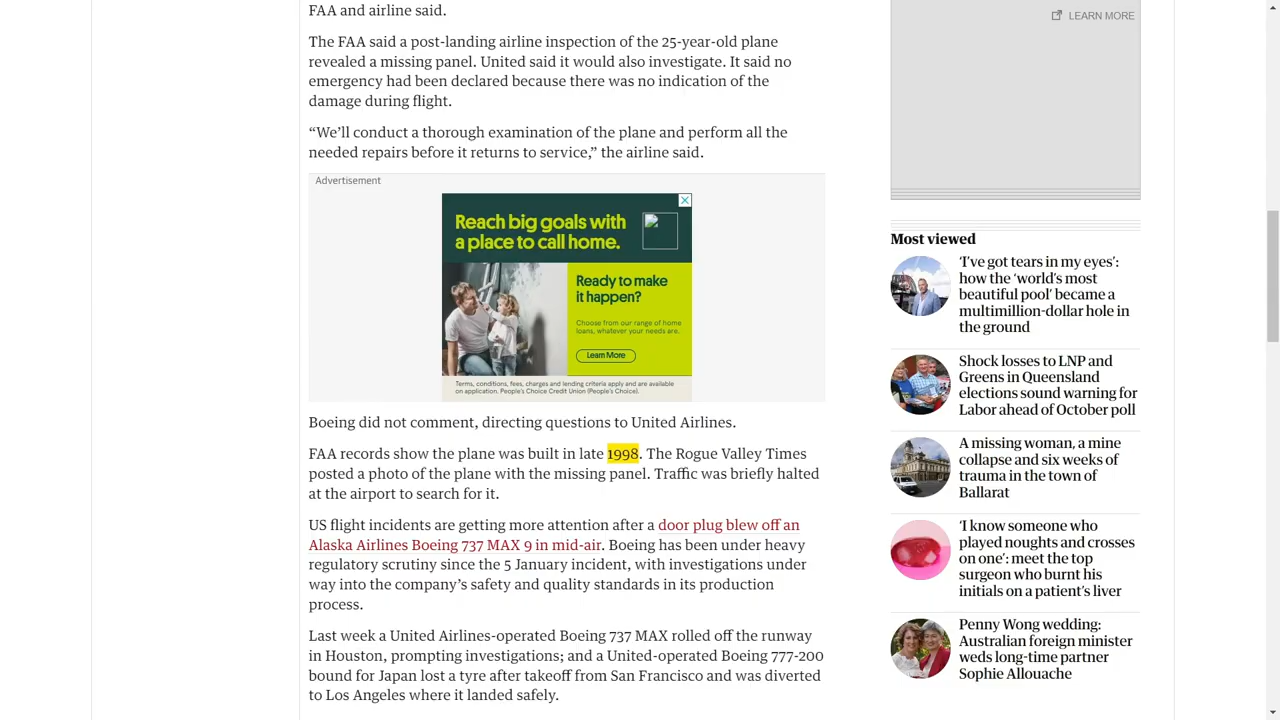 FAA and airline said.
The FAA said a post-landing airline inspection of the 25-year-old plane
revealed a missing panel. United said it would also investigate. It said no
emergency had been declared because there was no indication of the
damage during flight.
“We’ll conduct a thorough examination of the plane and perform all the
needed repairs before it returns to service,” the airline said.
Advertisement
Reach big goals with
a place to call home.
Ready to make
it happen?
Choose from our range of home
loans, whatever your needs are.
Learn More
Terms, conditions, fees, charges and lending criteria apply and are available
on application. People's Choice Credit Union (People's Choice).
Boeing did not comment, directing questions to United Airlines.
FAA records show the plane was built in late 1998. The Rogue Valley Times
posted a photo of the plane with the missing panel. Traffic was briefly halted
at the airport to search for it.
US flight incidents are getting more attention after a door plug blew off an
Alaska Airlines Boeing 737 MAX 9 in mid-air. Boeing has been under heavy
regulatory scrutiny since the 5 January incident, with investigations under
way into the company’s safety and quality standards in its production
process.
Last week a United Airlines-operated Boeing 737 MAX rolled off the runway
in Houston, prompting investigations; and a United-operated Boeing 777-200
bound for Japan lost a tyre after takeoff from San Francisco and was diverted
to Los Angeles where it landed safely.
LEARN MORE
Most viewed
‘I’ve got tears in my eyes’:
how the ‘world’s most
beautiful pool’ became a
multimillion-dollar hole in
the ground
Shock losses to LNP and
Greens in Queensland
elections sound warning for
Labor ahead of October poll
A missing woman, a mine
collapse and six weeks of
trauma in the town of
Ballarat
‘I know someone who
played noughts and crosses
on one’: meet the top
surgeon who burnt his
initials on a patient’s liver
Penny Wong wedding:
Australian foreign minister
weds long-time partner
Sophie Allouache